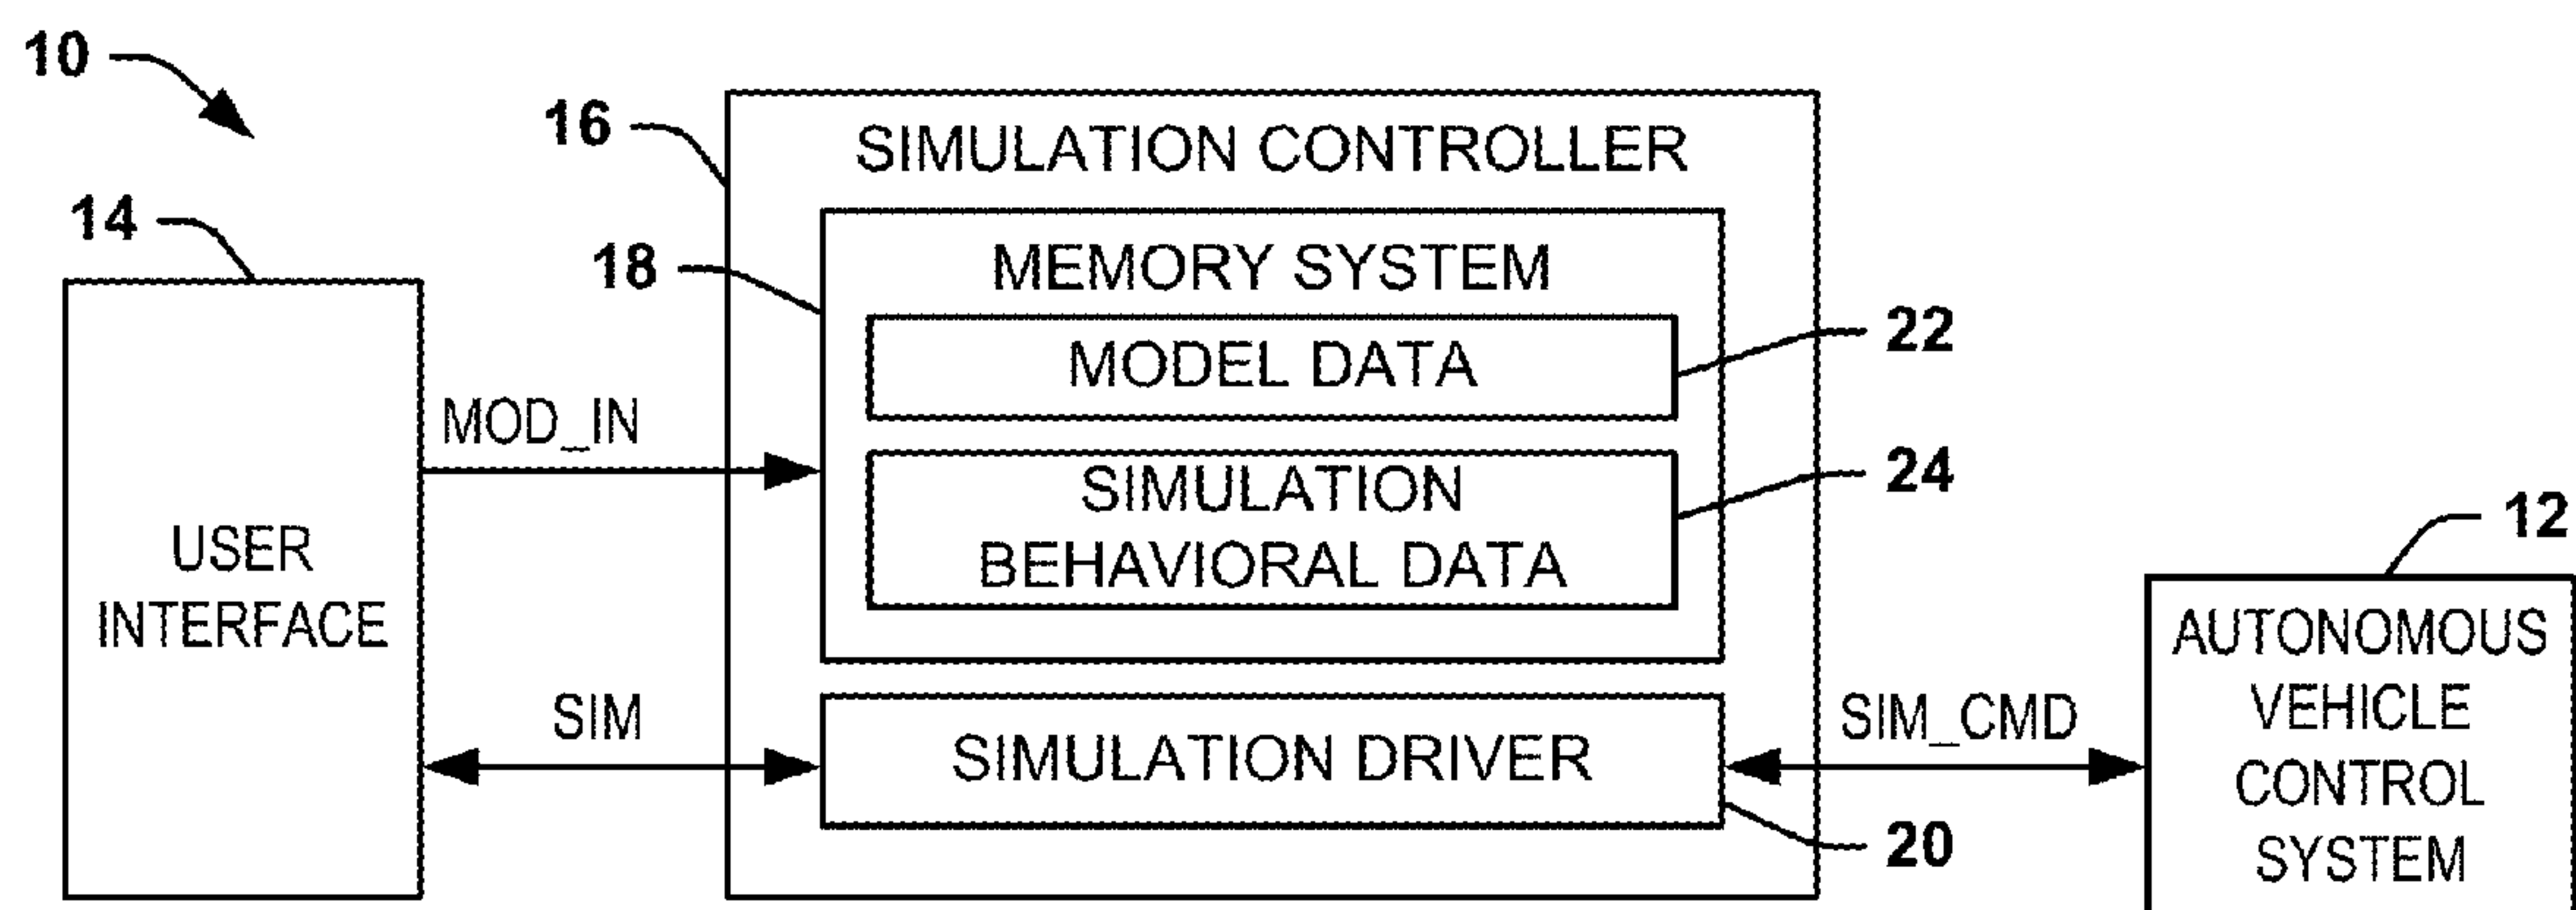 10
16
SIMULATION CONTROLLER
14
18
MEMORY SYSTEM
22
MODEL DATA
MOD_IN
24
SIMULATION
BEHAVIORAL DATA
12
USER
INTERFACE
AUTONOMOUS
VEHICLE
CONTROL
SYSTEM
SIM
SIM_CMD
SIMULATION DRIVER
20